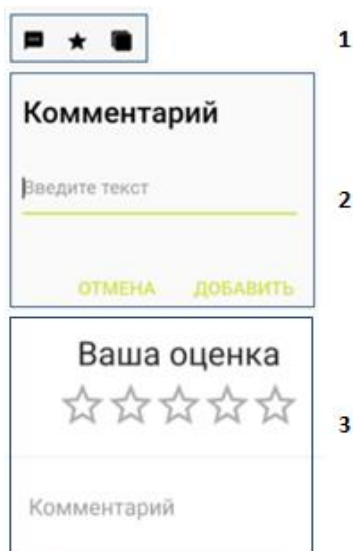 1
Комментарий
Введите текст
2
ОТМЕНА ДОБАВИТЬ
Ваша оценка
3
Комментарий